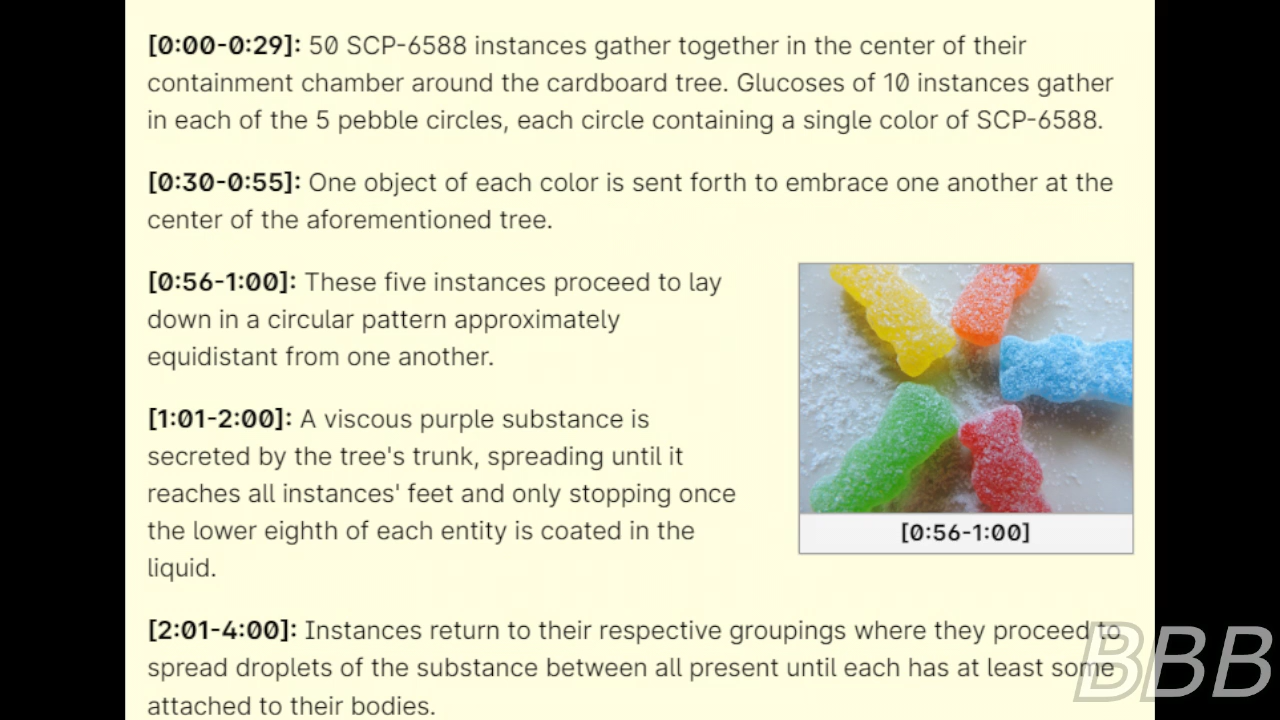 [0:00-0:29]: 50 SCP-6588 instances gather together in the center of their
containment chamber around the cardboard tree. Glucoses of 10 instances gather
in each of the 5 pebble circles, each circle containing a single color of SCP-6588.
[0:30-0:55]: One object of each color is sent forth to embrace one another at the
center of the aforementioned tree.
[0:56-1:00]: These five instances proceed to lay
down in a circular pattern approximately
equidistant from one another.
[1:01-2:00]: A viscous purple substance is
secreted by the tree's trunk, spreading until it
reaches all instances' feet and only stopping once
the lower eighth of each entity is coated in the
liquid.
[0:56-1:00]
[2:01-4:00]: Instances return to their respective groupings where they proceed to
spread droplets of the substance between all present until each has at least some
attached to their bodies.
BBB